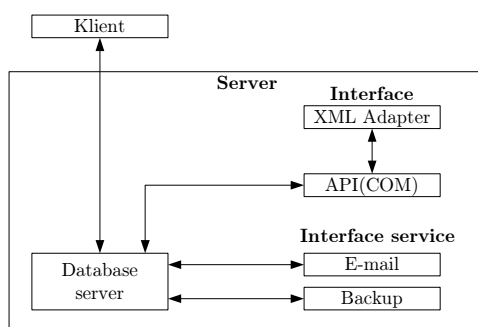 Klient
Server
Interface
XML Adapter
API(COM)
Interface service
Database
server
E-mail
Backup